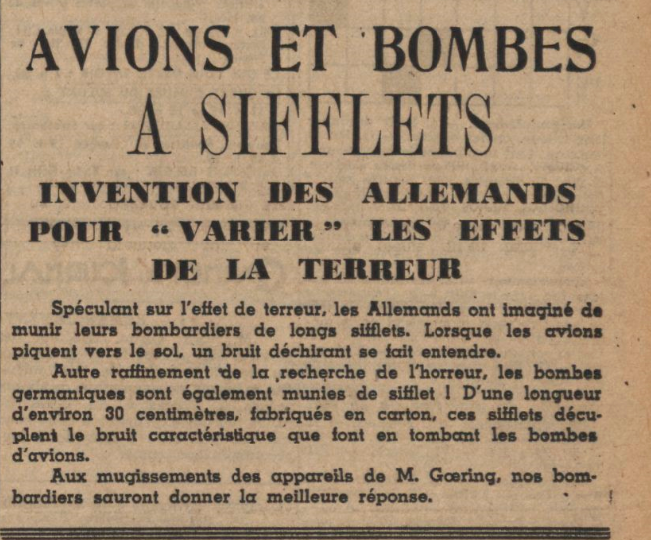 AVIONS ET BOMBES
A SIFFLETS
INVENTION DES ALLEMANDS
POUR “ VARIER ” LES EFFETS
DE LA TERREUR
Spéculant sur l'effet de terreur, les Allemands ont imaginé de
munir leurs bombardiers de longs sifflets. Lorsque les avions
piquent vers le sol, un bruit déchirant se fait entendre.
Autre raffinement de la recherche de l'horreur, les bombes
germaniques sont également munies de sifflet ! D'une longueur
d'environ 30 centimètres, fabriqués en carton, ces sifflets décu-
plent le bruit caractéristique que font en tombant les bombes
d'avions.
Aux mugissements des appareils de M. Gœring, nos bom-
bardiers sauront donner la meilleure réponse.